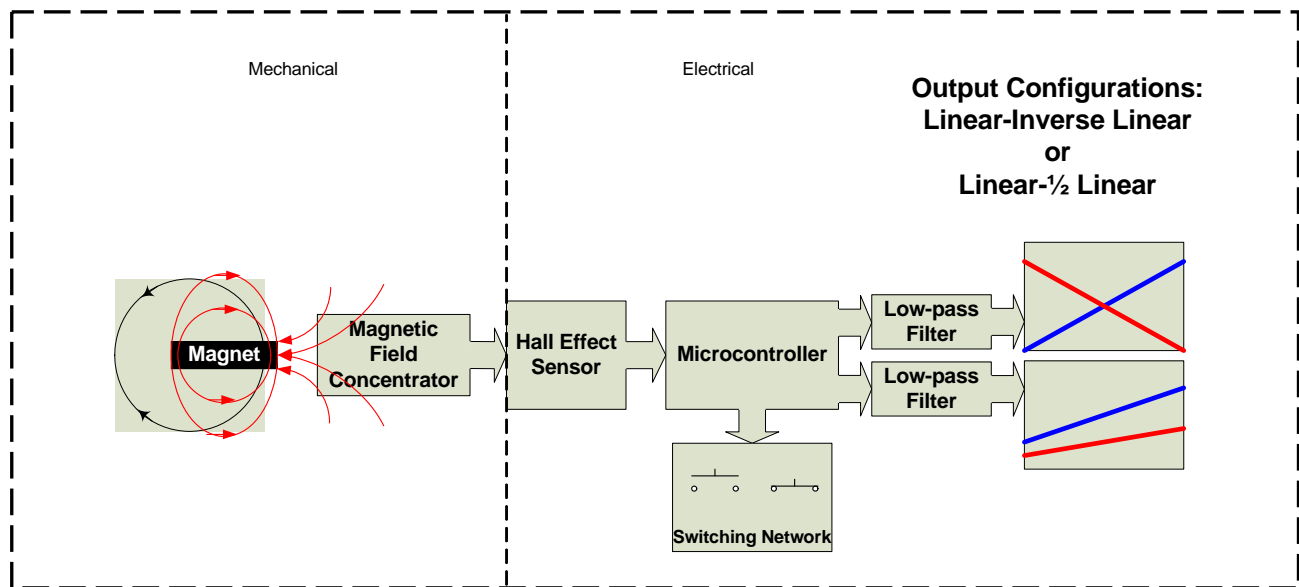 Mechanical
Electrical
Output Configurations:
Linear-Inverse Linear
or
Linear-½ Linear
Magnet
Magnetic
Field
Concentrator
Hall Effect
Sensor
Microcontroller
Low-pass
Filter
Low-pass
Filter
Switching Network